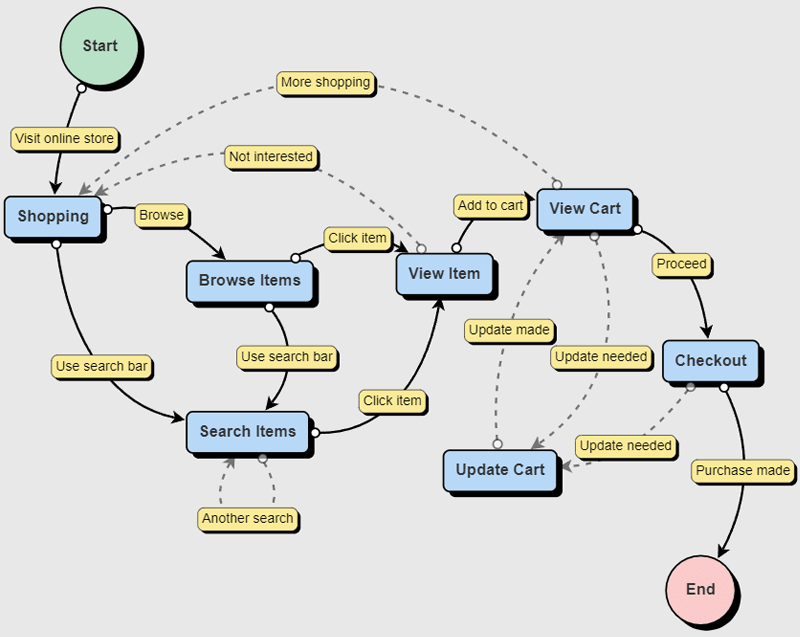 Start
More shopping
Visit online store
Not interested
Shopping
Browse
Add to cart
View Cart
Click item
Browse Items
View Item
Proceed
Update made
Use search bar
Use search bar
Update needed
Checkout
Click item
Search Items
Update needed
Update Cart
Purchase made
Another search
End